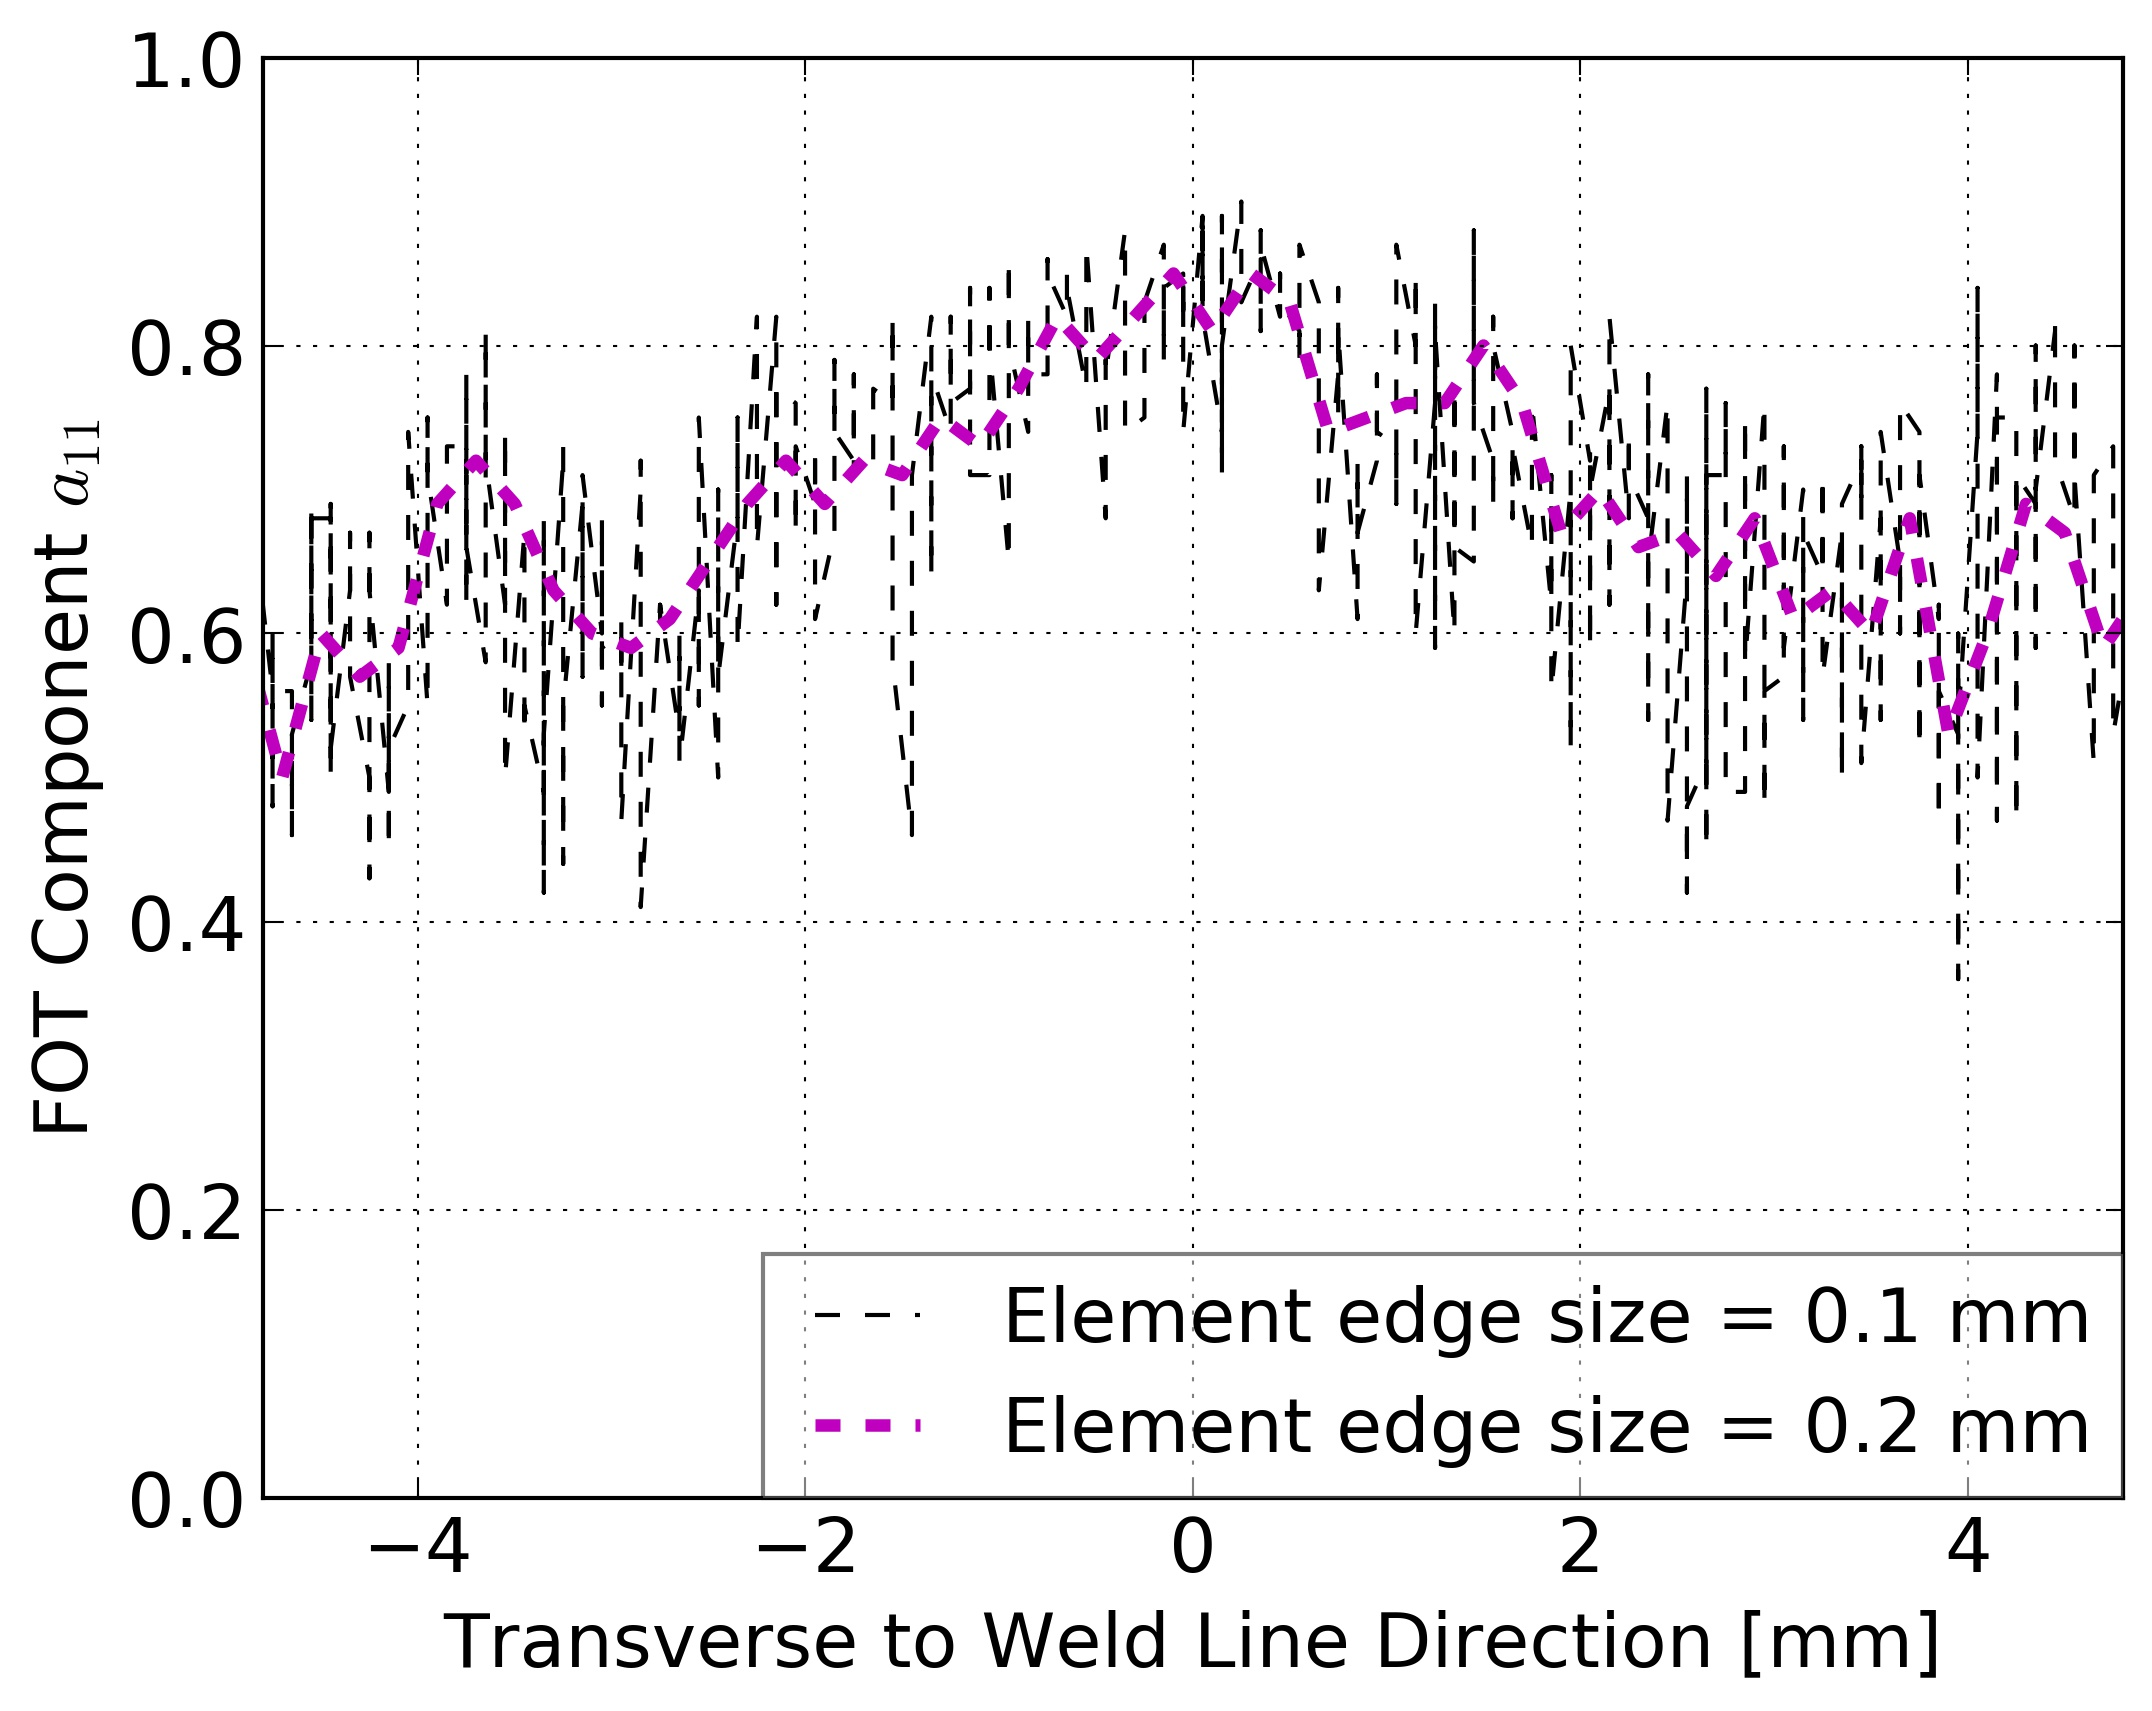 1.0
0.8
0.6
0.4
0.2
0.0
FOT Component a₁₁
Element edge size = 0.1 mm
Element edge size = 0.2 mm
−4 −2 0 2 4
Transverse to Weld Line Direction [mm]